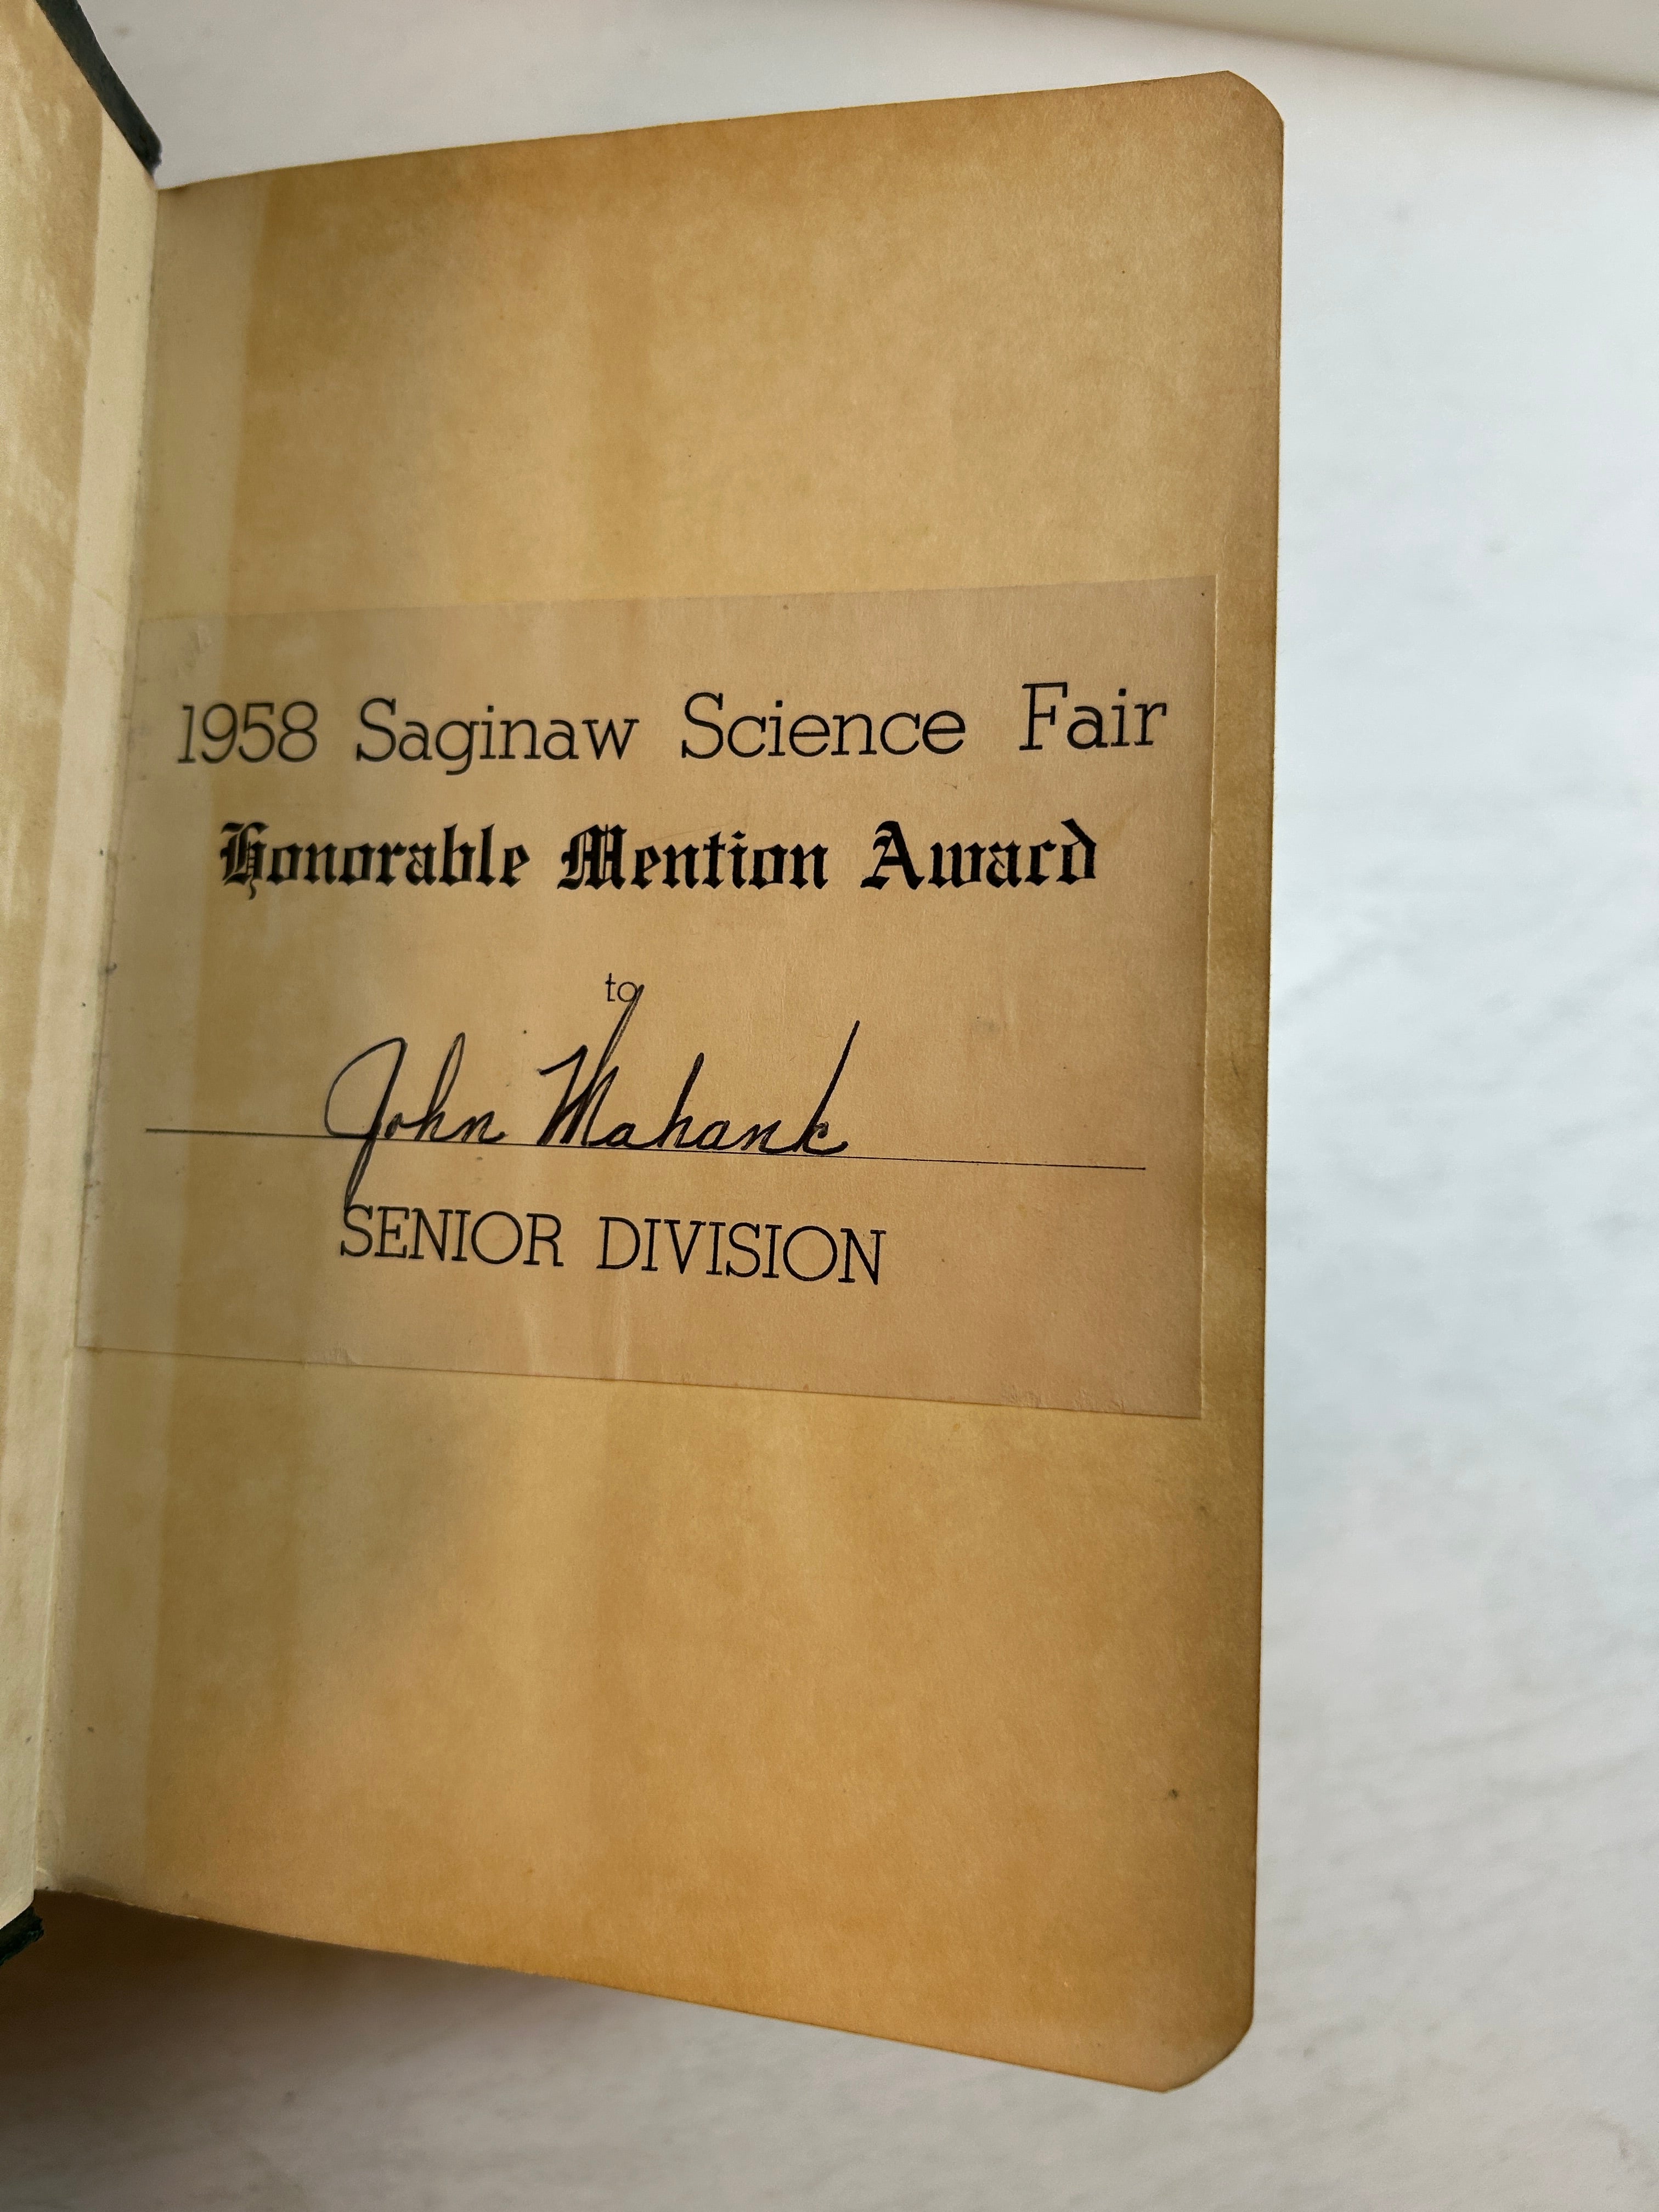 1958 Saginaw Science Fair
Honorable Mention Award
to
John Mahank
SENIOR DIVISION